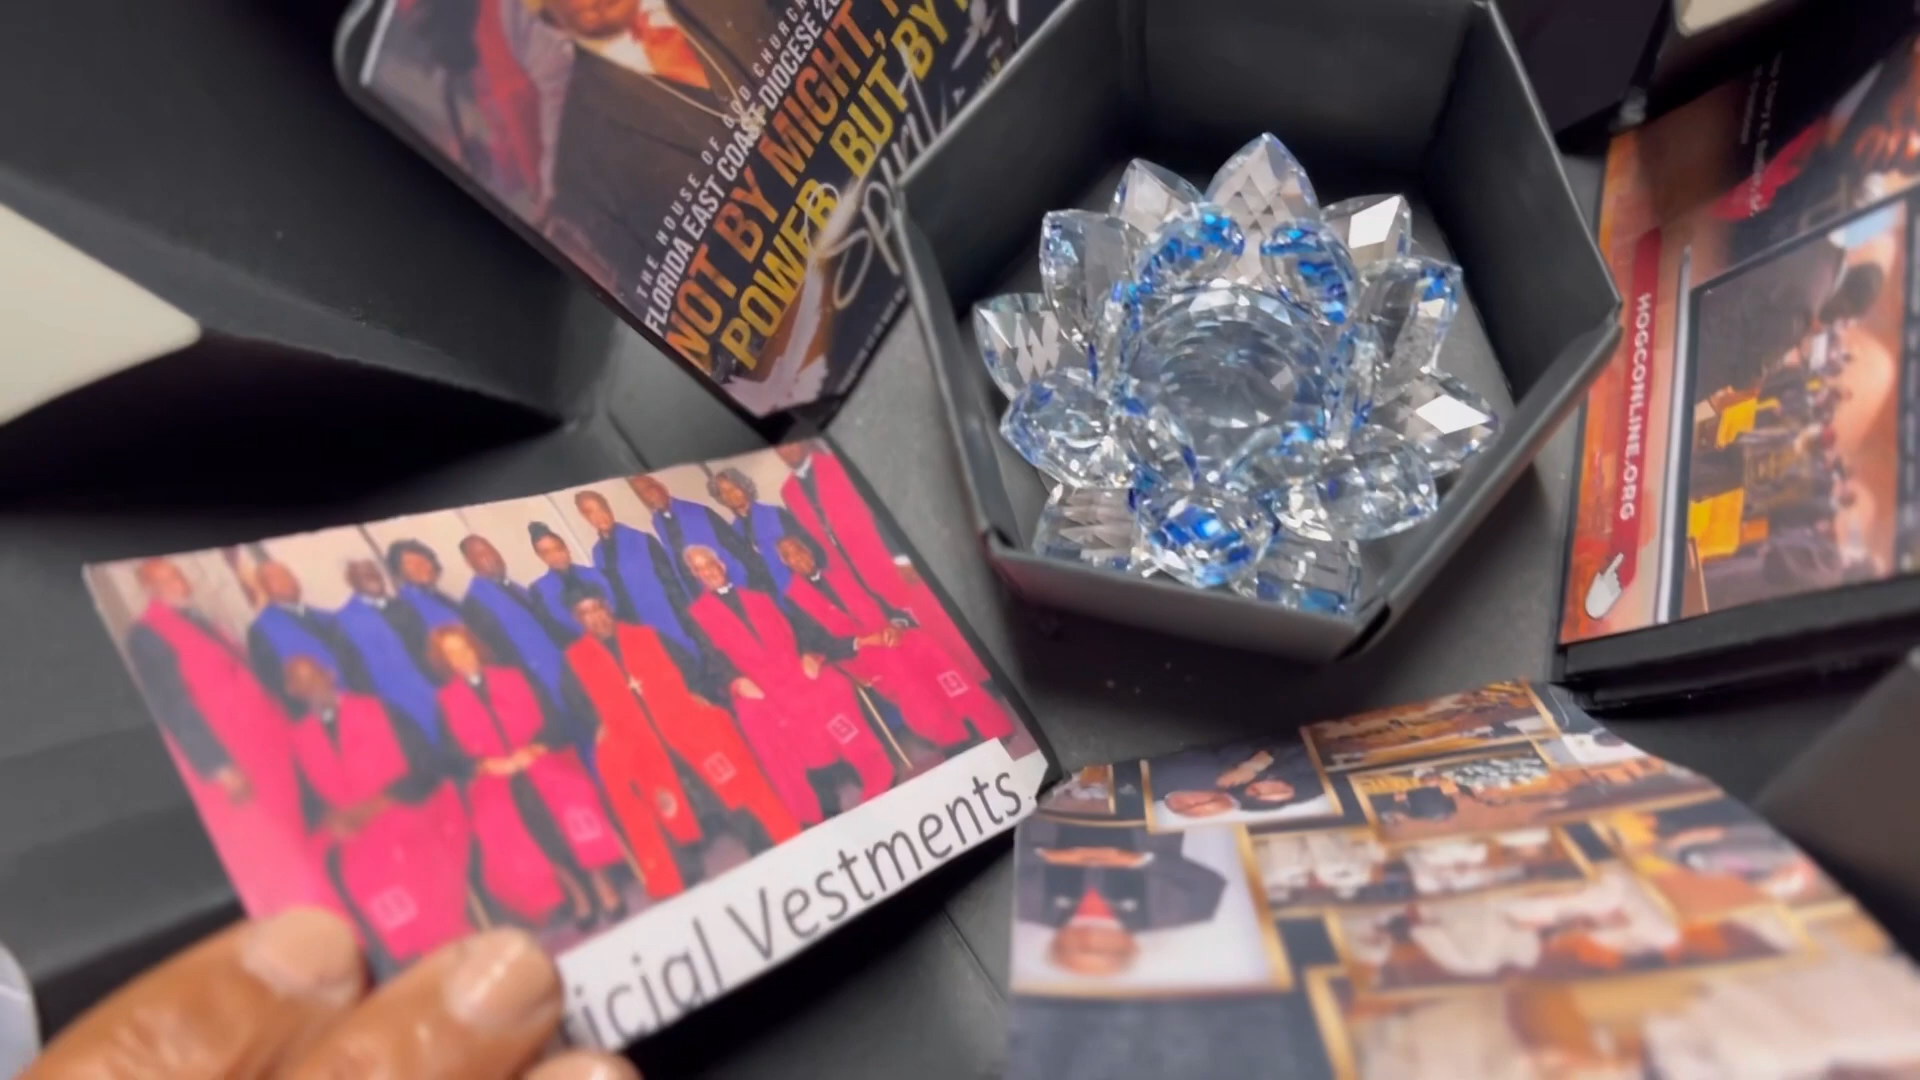 THE HOUSE OF GOD CHURCH
FLORIDA EAST COAST DIOCESE
NOT BY MIGHT,
POWER BUT BY
Spirit
HOGCONLINE.ORG
icial Vestments.